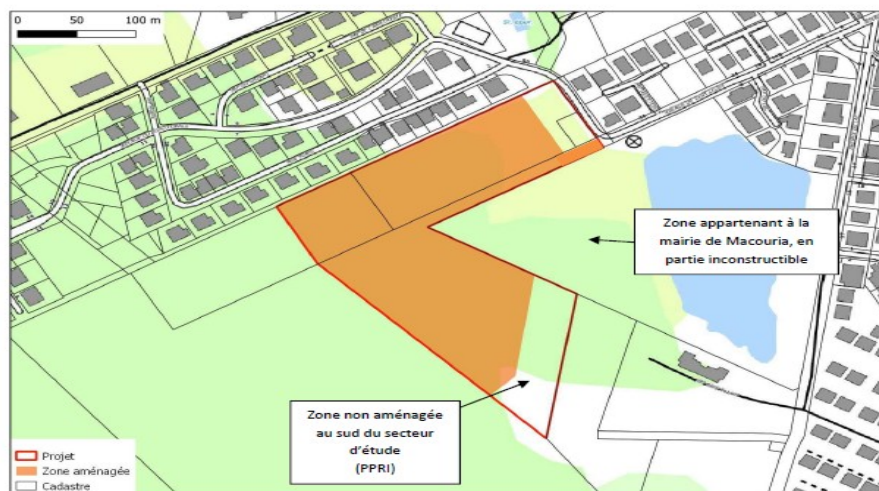 0 50 100 m
Zone appartenant à la
mairie de Macouria, en
partie inconstructible
Zone non aménagée
au sud du secteur
d'étude
(PPRI)
Projet
Zone aménagée
Cadastre